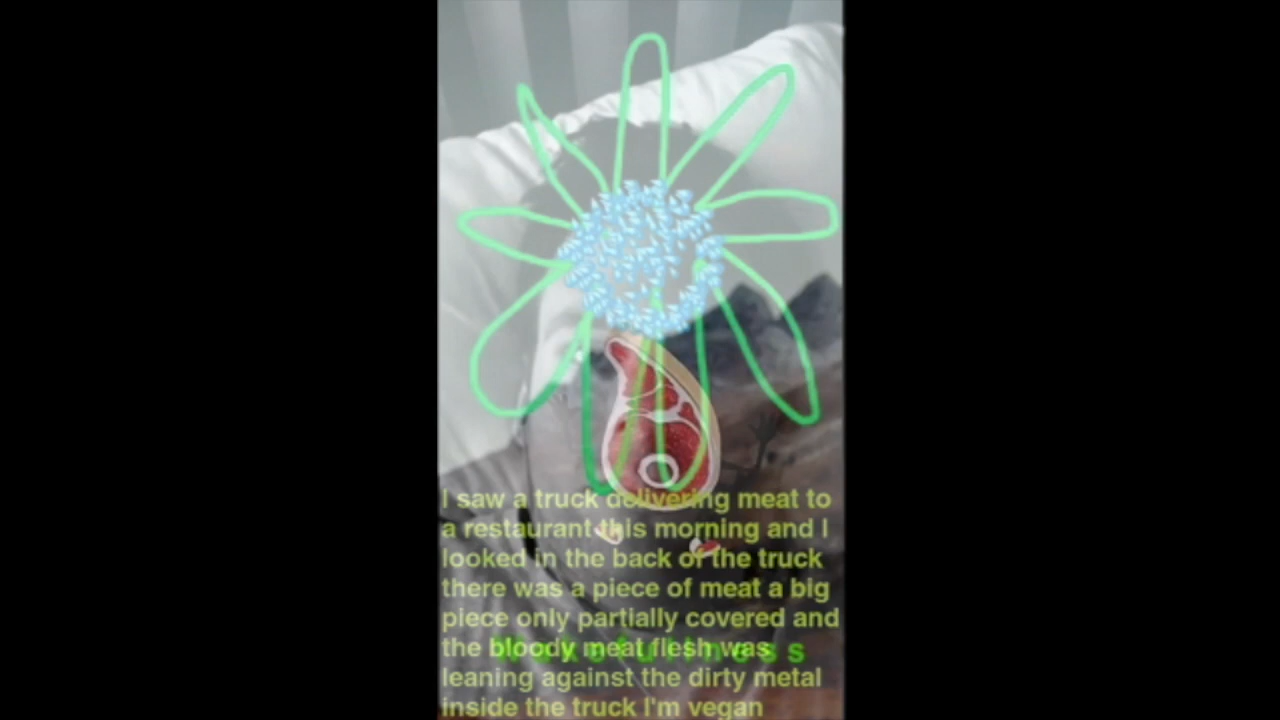 I saw a truck delivering meat to
a restaurant this morning and I
looked in the back of the truck
there was a piece of meat a big
piece only partially covered and
the bloody meat flesh was
Wakefullness
leaning against the dirty metal
inside the truck I'm vegan